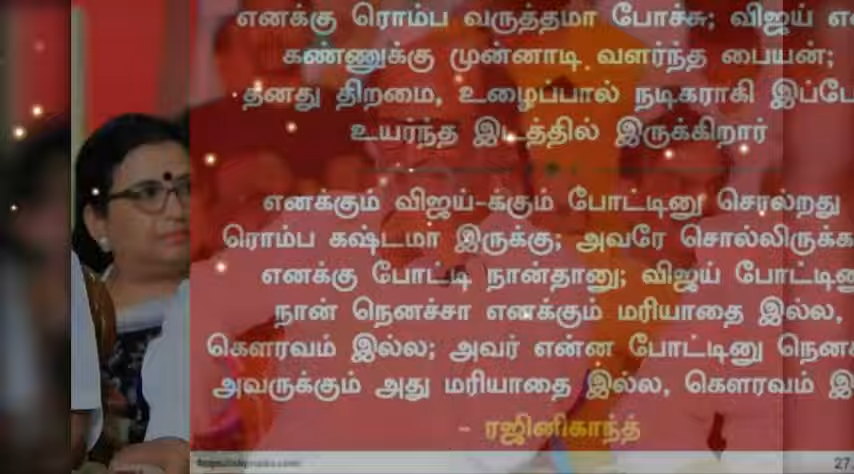 எனக்கு ரொம்ப வருத்தமா போச்சு; விஜய்
கண்ணுக்கு முன்னாடி வளர்ந்த பையன்;
தனது திறமை, உழைப்பால் நடிகராகி
உயர்ந்த இடத்தில் இருக்கிறார்
எனக்கும் விஜய்-க்கும் போட்டினு சொல்றது
ரொம்ப கஷ்டமா இருக்கு; அவரே
எனக்கு போட்டி நான்தானு; விஜய்
நான் நெனச்சா எனக்கும் மரியாதை இல்ல,
கௌரவம் இல்ல; அவர் என்ன போட்டினு
அவருக்கும் அது மரியாதை இல்ல, கௌரவம்
- ரஜினிகாந்த்
27